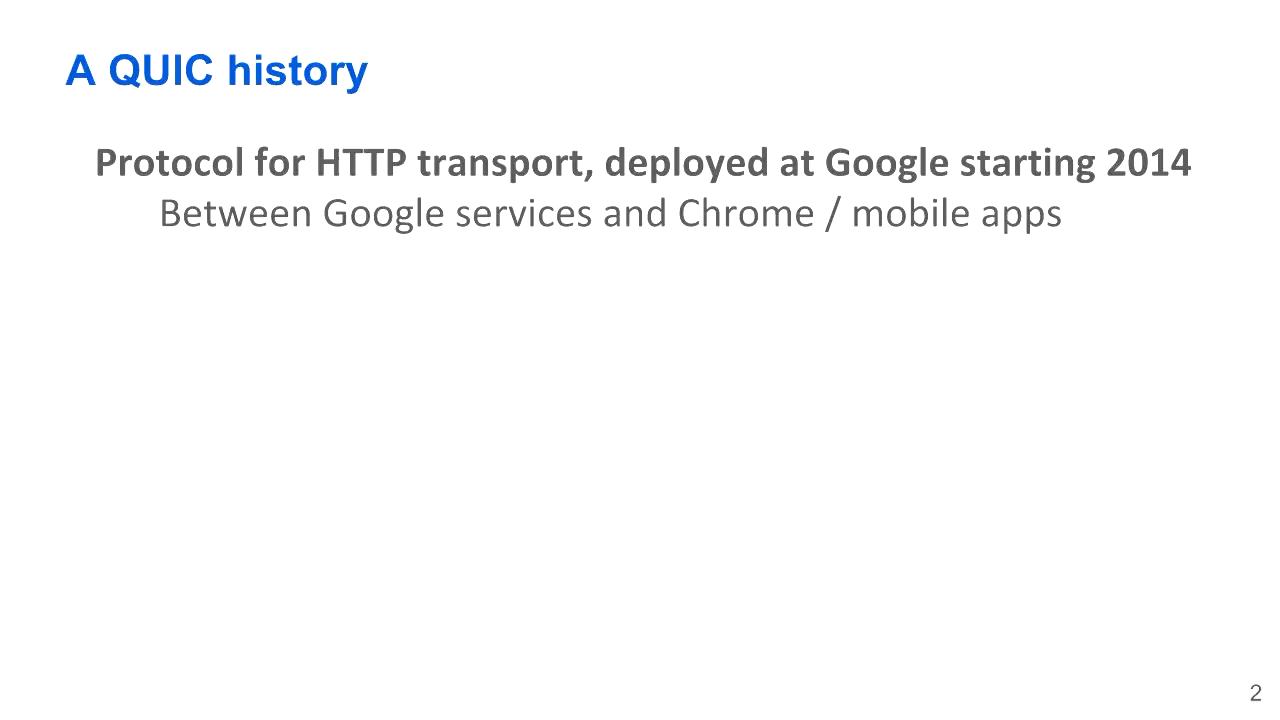 A QUIC history
Protocol for HTTP transport, deployed at Google starting 2014
Between Google services and Chrome / mobile apps
2